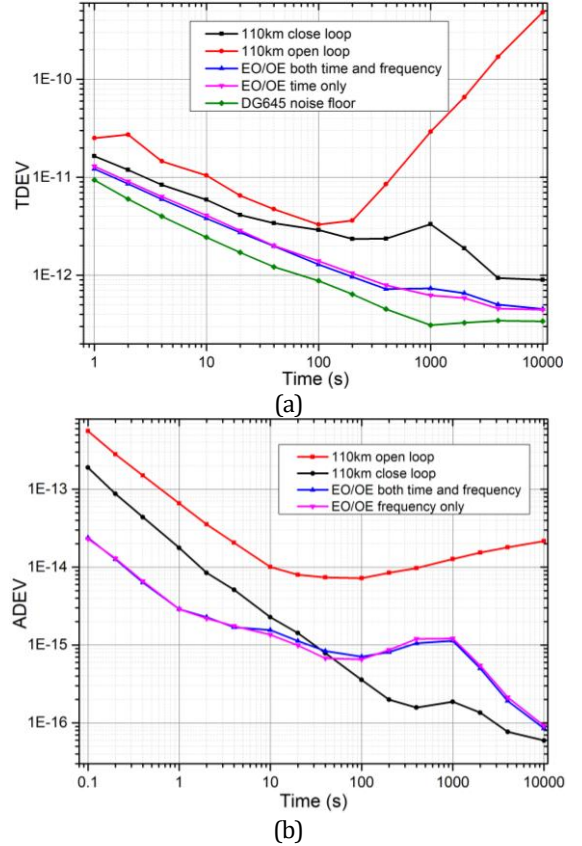 110km close loop
110km open loop
EO/OE both time and frequency
EO/OE time only
DG645 noise floor
1E-10
1E-11
1E-12
TDEV
1 10 100 1000 10000
Time (s)
(a)
110km open loop
110km close loop
EO/OE both time and frequency
EO/OE frequency only
1E-13
1E-14
1E-15
1E-16
ADEV
0.1 1 10 100 1000 10000
Time (s)
(b)